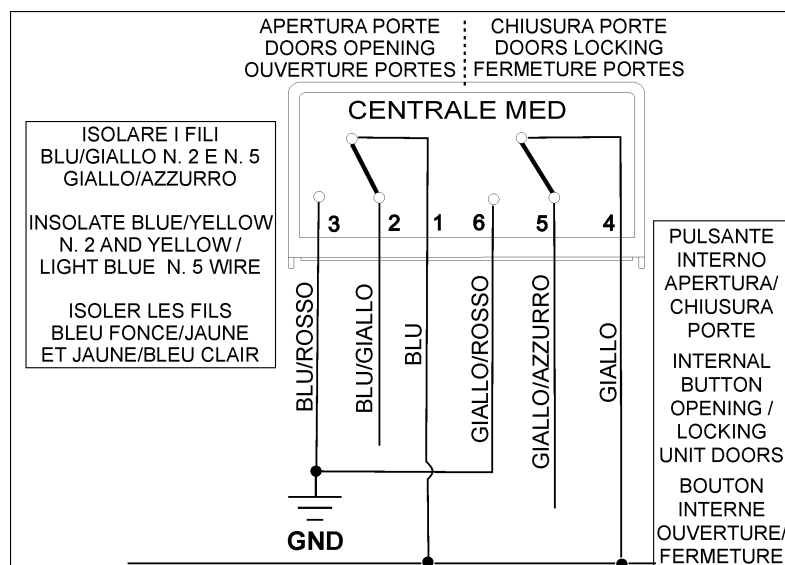 APERTURA PORTE
DOORS OPENING
OUVERTURE PORTES
CHIUSURA PORTE
DOORS LOCKING
FERMETURE PORTES
CENTRALE MED
ISOLARE I FILI
BLU/GIALLO N. 2 E N. 5
GIALLO/AZZURRO
INSOLATE BLUE/YELLOW
N. 2 AND YELLOW /
LIGHT BLUE N. 5 WIRE
ISOLER LES FILS
BLEU FONCE/JAUNE
ET JAUNE/BLEU CLAIR
3 2 1 6 5 4
BLU/ROSSO
BLU/GIALLO
BLU
GIALLO/ROSSO
GIALLO/AZZURRO
GIALLO
GND
PULSANTE
INTERNO
APERTURA/
CHIUSURA
PORTE
INTERNAL
BUTTON
OPENING /
LOCKING
UNIT DOORS
BOUTON
INTERNE
OUVERTURE/
FERMETURE